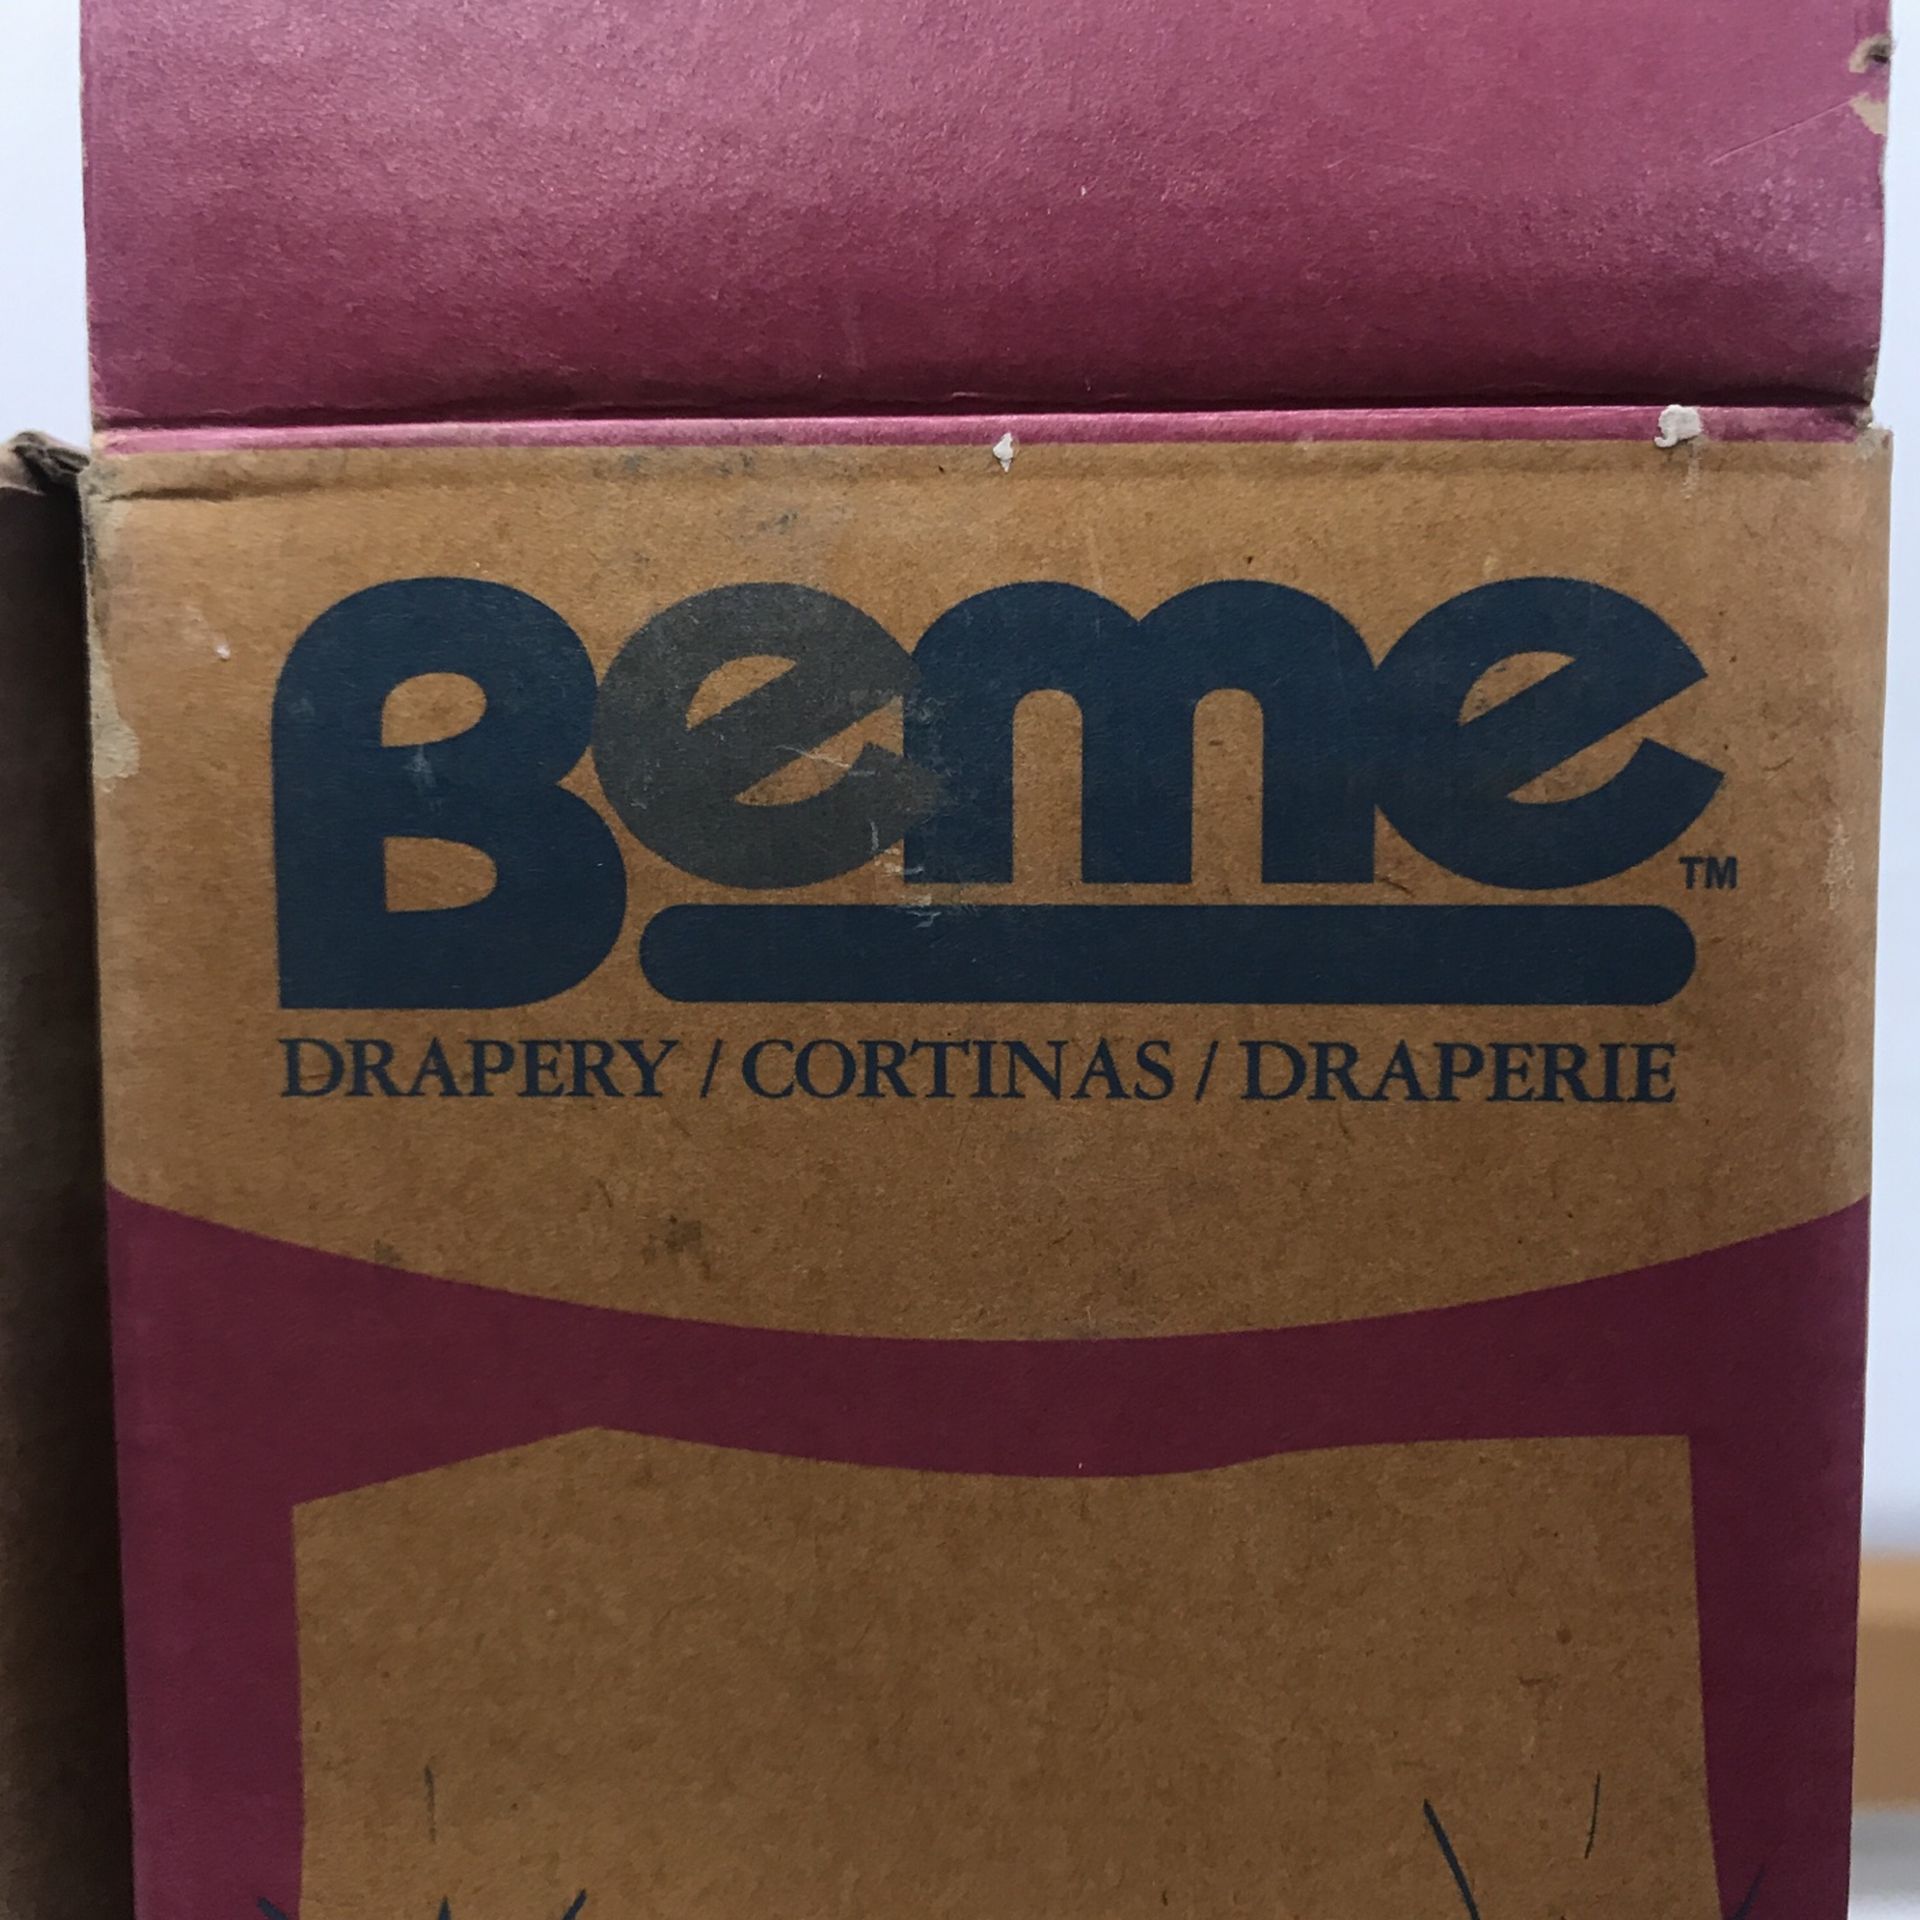 Beme™
DRAPERY / CORTINAS / DRAPERIE